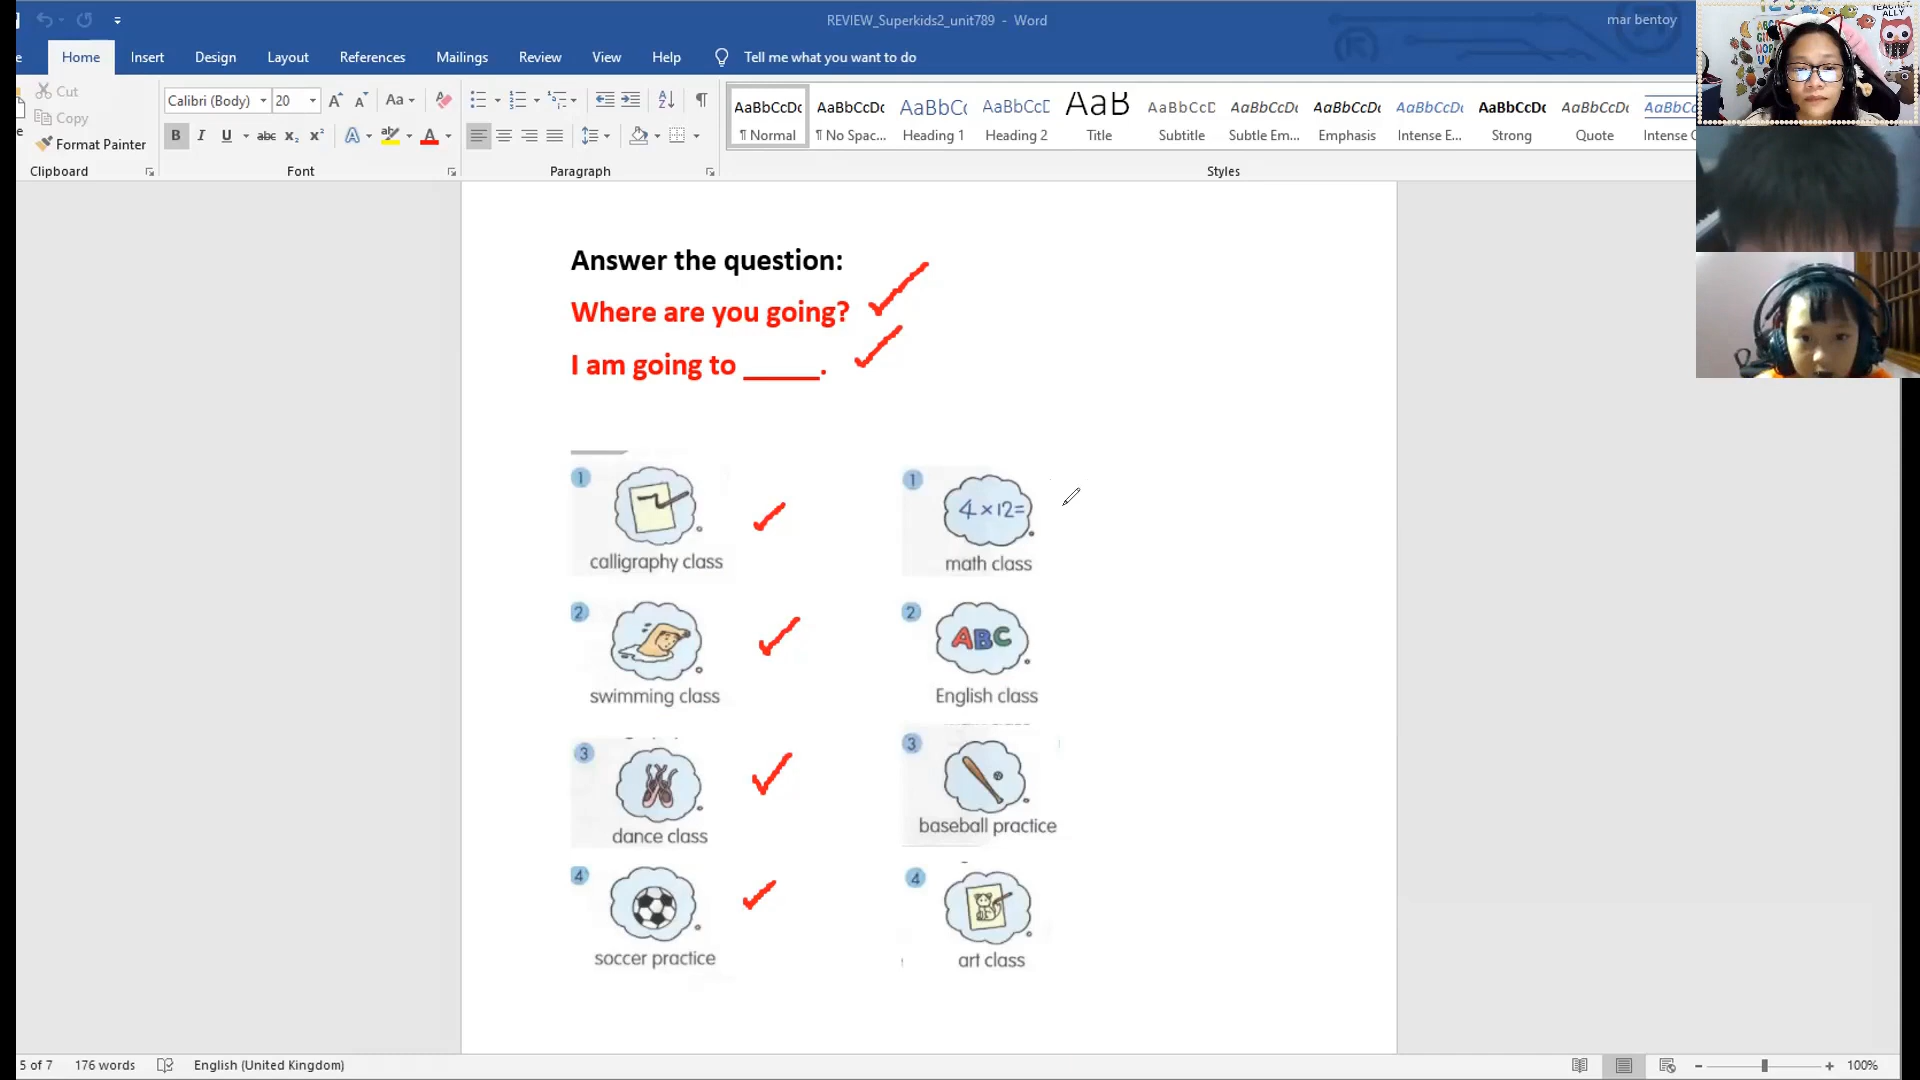 REVIEW_Superkids2_unit789 - Word
mar bentoy
Home Insert Design Layout References Mailings Review View Help Tell me what you want to do
Cut
Copy
Format Painter
Clipboard
Calibri (Body) 20
Font
Paragraph
AaBbCcDc AaBbCcDc AaBbCc AaBbCcE AaB AaBbCcD AaBbCcDc AaBbCcDc AaBbCcDc AaBbCcDc AaBbCcDc AaBbCcDc
¶ Normal ¶ No Spac... Heading 1 Heading 2 Title Subtitle Subtle Em... Emphasis Intense E... Strong Quote Intense
Styles
TEACHER
ALLY
Answer the question:
Where are you going?
I am going to _____.
1
calligraphy class
2
swimming class
3
dance class
4
soccer practice
1
4 × 12 =
math class
2
ABC
English class
3
baseball practice
4
art class
5 of 7 176 words English (United Kingdom) 100%